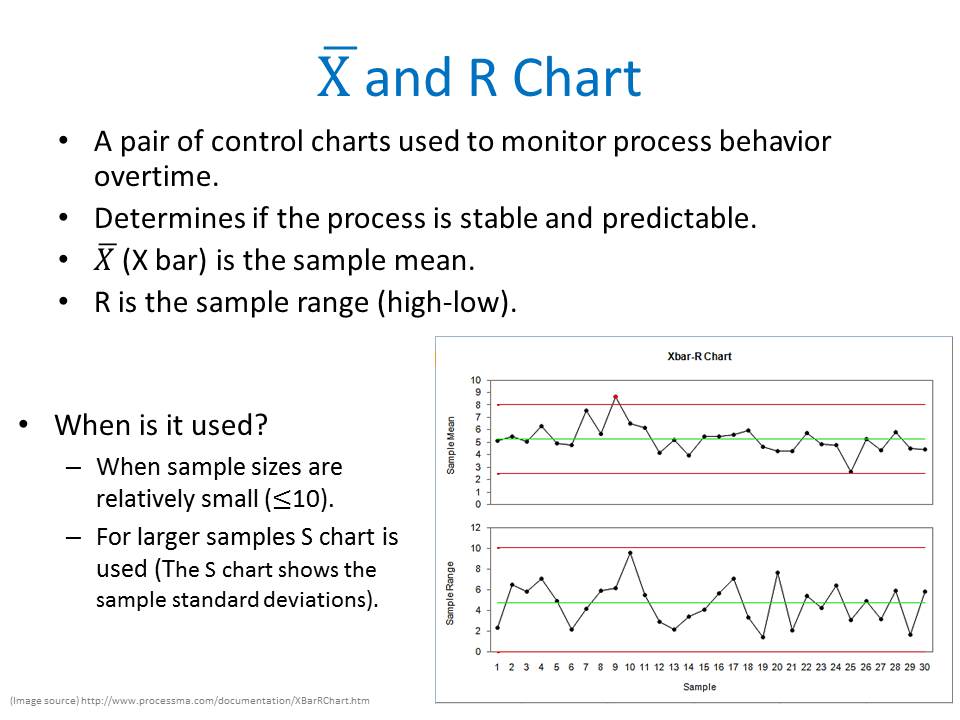 X̅ and R Chart
• A pair of control charts used to monitor process behavior
overtime.
• Determines if the process is stable and predictable.
• X̅ (X bar) is the sample mean.
• R is the sample range (high-low).
• When is it used?
– When sample sizes are
relatively small (≤10).
– For larger samples S chart is
used (The S chart shows the
sample standard deviations).
Xbar-R Chart
Sample Mean
10
9
8
7
6
5
4
3
2
1
0
Sample Range
12
10
8
6
4
2
0
1 2 3 4 5 6 7 8 9 10 11 12 13 14 15 16 17 18 19 20 21 22 23 24 25 26 27 28 29 30
Sample
(Image source) http://www.processma.com/documentation/XBarRChart.htm